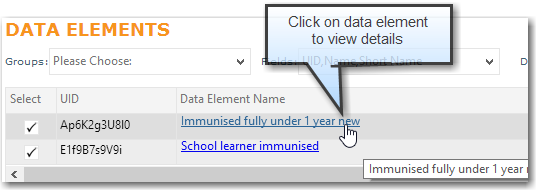 Click on data element
to view details
DATA ELEMENTS
Groups: Please Choose: Fields: UID,Name,Short Name D
Select UID Data Element Name
Ap6K2g3U8I0 Immunised fully under 1 year new
E1f9B7s9V9i School learner immunised
Immunised fully under 1 year